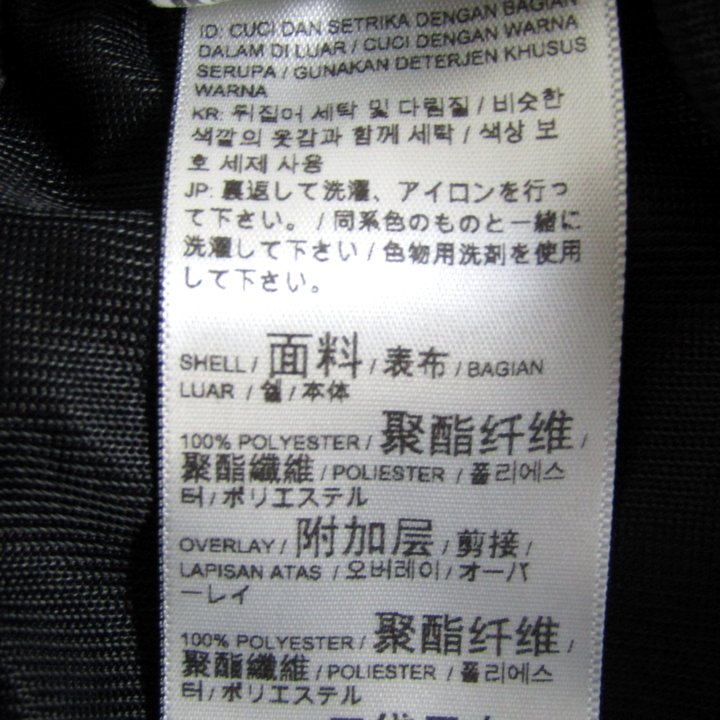 ID: CUCI DAN SETRIKA DENGAN BAGIAN
DALAM DI LUAR / CUCI DENGAN WARNA
SERUPA / GUNAKAN DETERJEN KHUSUS
WARNA
KR: 뒤집어 세탁 및 다림질 / 비슷한
색깔의 옷감과 함께 세탁 / 색상 보
호 세제 사용
JP: 裏返して洗濯、アイロンを行っ
て下さい。 / 同系色のものと一緒に
洗濯して下さい / 色物用洗剤を使用
して下さい。
SHELL / 面料 / 表布 / BAGIAN
LUAR / 쉘 / 本体
100% POLYESTER / 聚酯纤维 /
聚酯纖維 / POLIESTER / 폴리에스
터 / ポリエステル
OVERLAY / 附加层 / 剪接 /
LAPISAN ATAS / 오버레이 / オーバ
ーレイ
100% POLYESTER / 聚酯纤维 /
聚酯纖維 / POLIESTER / 폴리에스
터 / ポリエステル